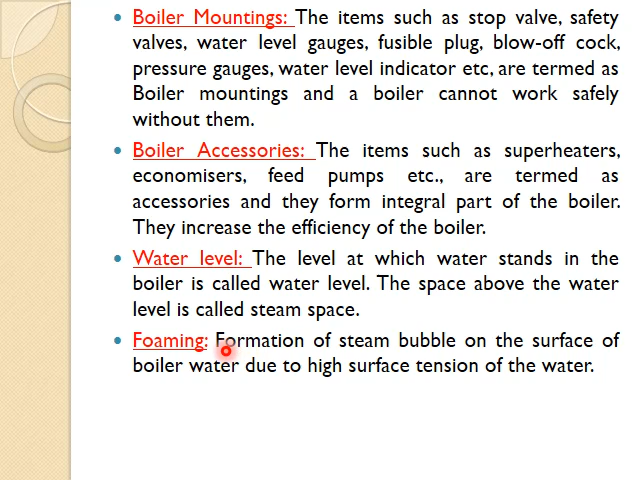 Boiler Mountings: The items such as stop valve, safety
valves, water level gauges, fusible plug, blow-off cock,
pressure gauges, water level indicator etc, are termed as
Boiler mountings and a boiler cannot work safely
without them.
Boiler Accessories: The items such as superheaters,
economisers, feed pumps etc., are termed as
accessories and they form integral part of the boiler.
They increase the efficiency of the boiler.
Water level: The level at which water stands in the
boiler is called water level. The space above the water
level is called steam space.
Foaming: Formation of steam bubble on the surface of
boiler water due to high surface tension of the water.